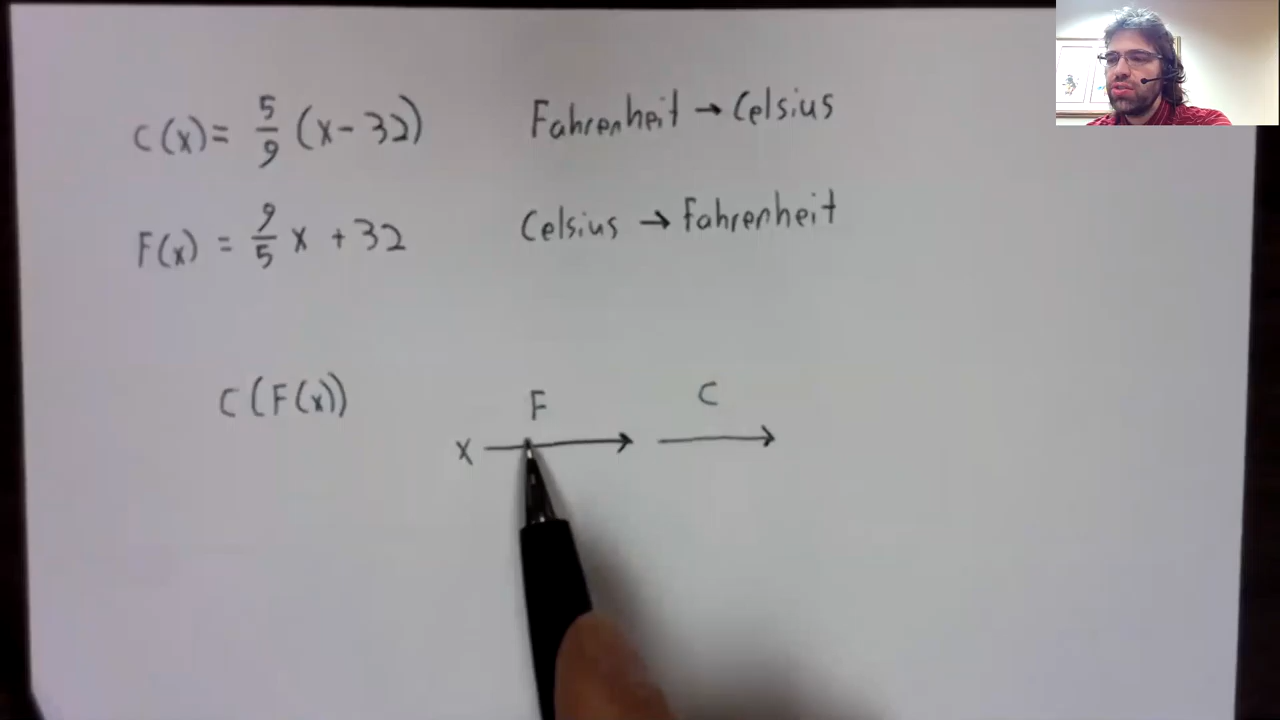 C(x) = 5/9 (x - 32) Fahrenheit → Celsius
F(x) = 9/5 x + 32 Celsius → Fahrenheit
C(F(x)) F C
x